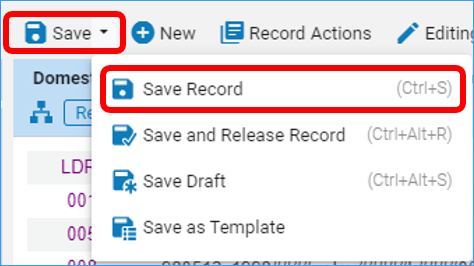 Save New Record Actions Editing
Domest
Re
Save Record (Ctrl+S)
Save and Release Record (Ctrl+Alt+R)
Save Draft (Ctrl+Alt+S)
Save as Template
LDR
001
005
008